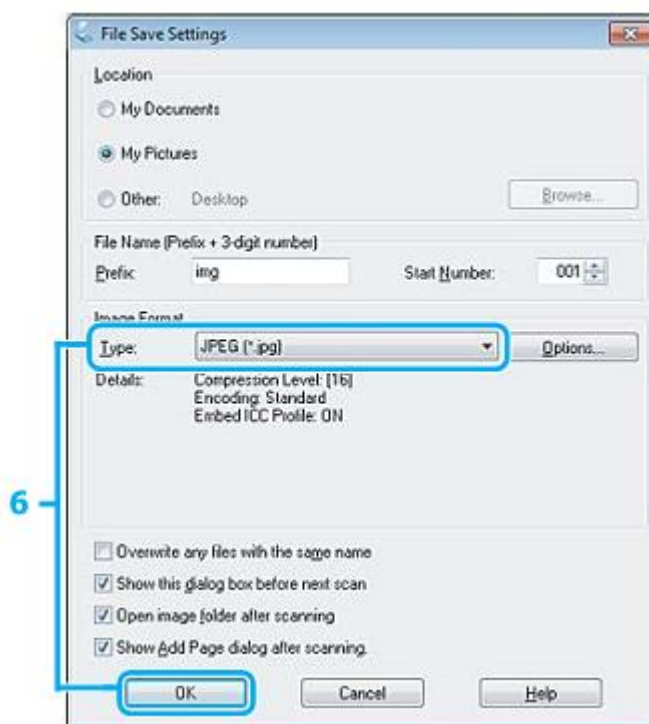 File Save Settings
Location
My Documents
My Pictures
Other: Desktop Browse...
File Name (Prefix + 3-digit number)
Prefix: img Start Number: 001
Image Format
Type: JPEG (*.jpg) Options...
Details: Compression Level: [16]
Encoding: Standard
Embed ICC Profile: ON
6
Overwrite any files with the same name
Show this dialog box before next scan
Open image folder after scanning
Show Add Page dialog after scanning.
OK Cancel Help